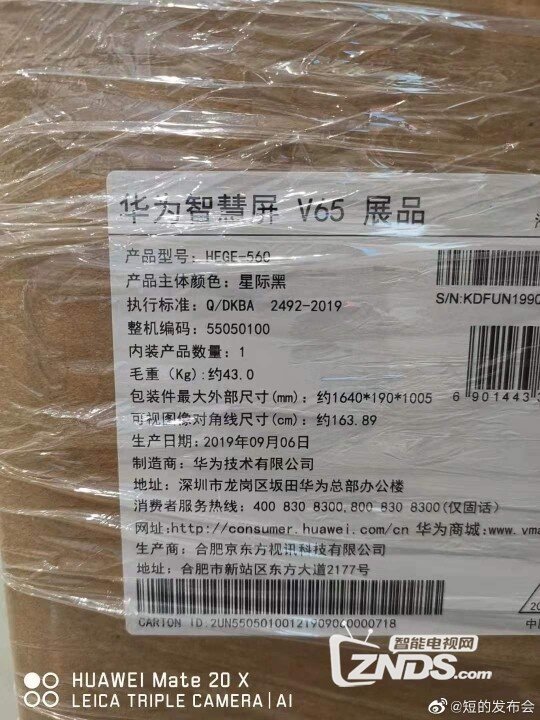 华为智慧屏 V65 展品
产品型号: HEGE-560
产品主体颜色: 星际黑
执行标准: Q/DKBA 2492-2019
整机编码: 55050100
内装产品数量: 1
毛重 (Kg): 约43.0
包装件最大外部尺寸(mm): 约1640*190*1005
可视图像对角线尺寸(cm): 约163.89
生产日期: 2019年09月06日
制造商: 华为技术有限公司
地址: 深圳市龙岗区坂田华为总部办公楼
消费者服务热线: 400 830 8300,800 830 8300(仅固话)
网址:http://consumer.huawei.com/cn 华为商城:www.vma
生产商: 合肥京东方视讯科技有限公司
地址: 合肥市新站区东方大道2177号
CARTON ID:2UN55050100121909060000718
S/N:KDFUN1990
6 901443
智能电视网
ZNDS.com
HUAWEI Mate 20 X
LEICA TRIPLE CAMERA | AI
@短的发布会